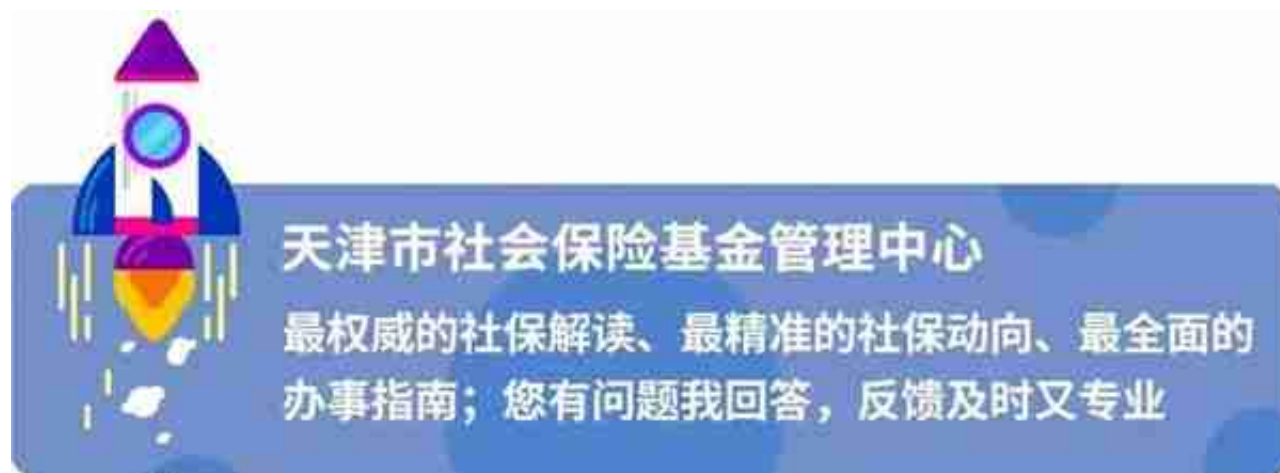 天津市社会保险基金管理中心
最权威的社保解读、最精准的社保动向、最全面的
办事指南；您有问题我回答，反馈及时又专业